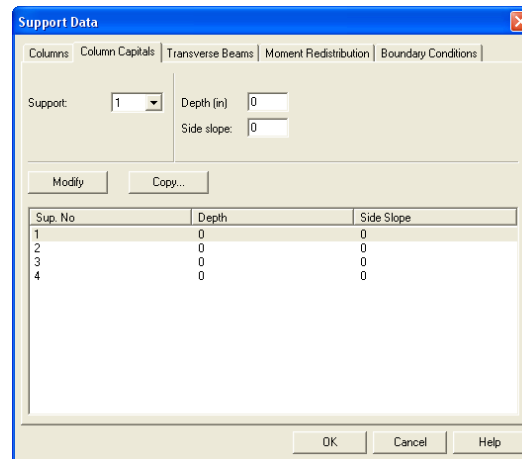 Support Data
Columns Column Capitals Transverse Beams Moment Redistribution Boundary Conditions
Support: 1 Depth (in) 0
Side slope: 0
Modify Copy...
Sup. No Depth Side Slope
1 0 0
2 0 0
3 0 0
4 0 0
OK Cancel Help